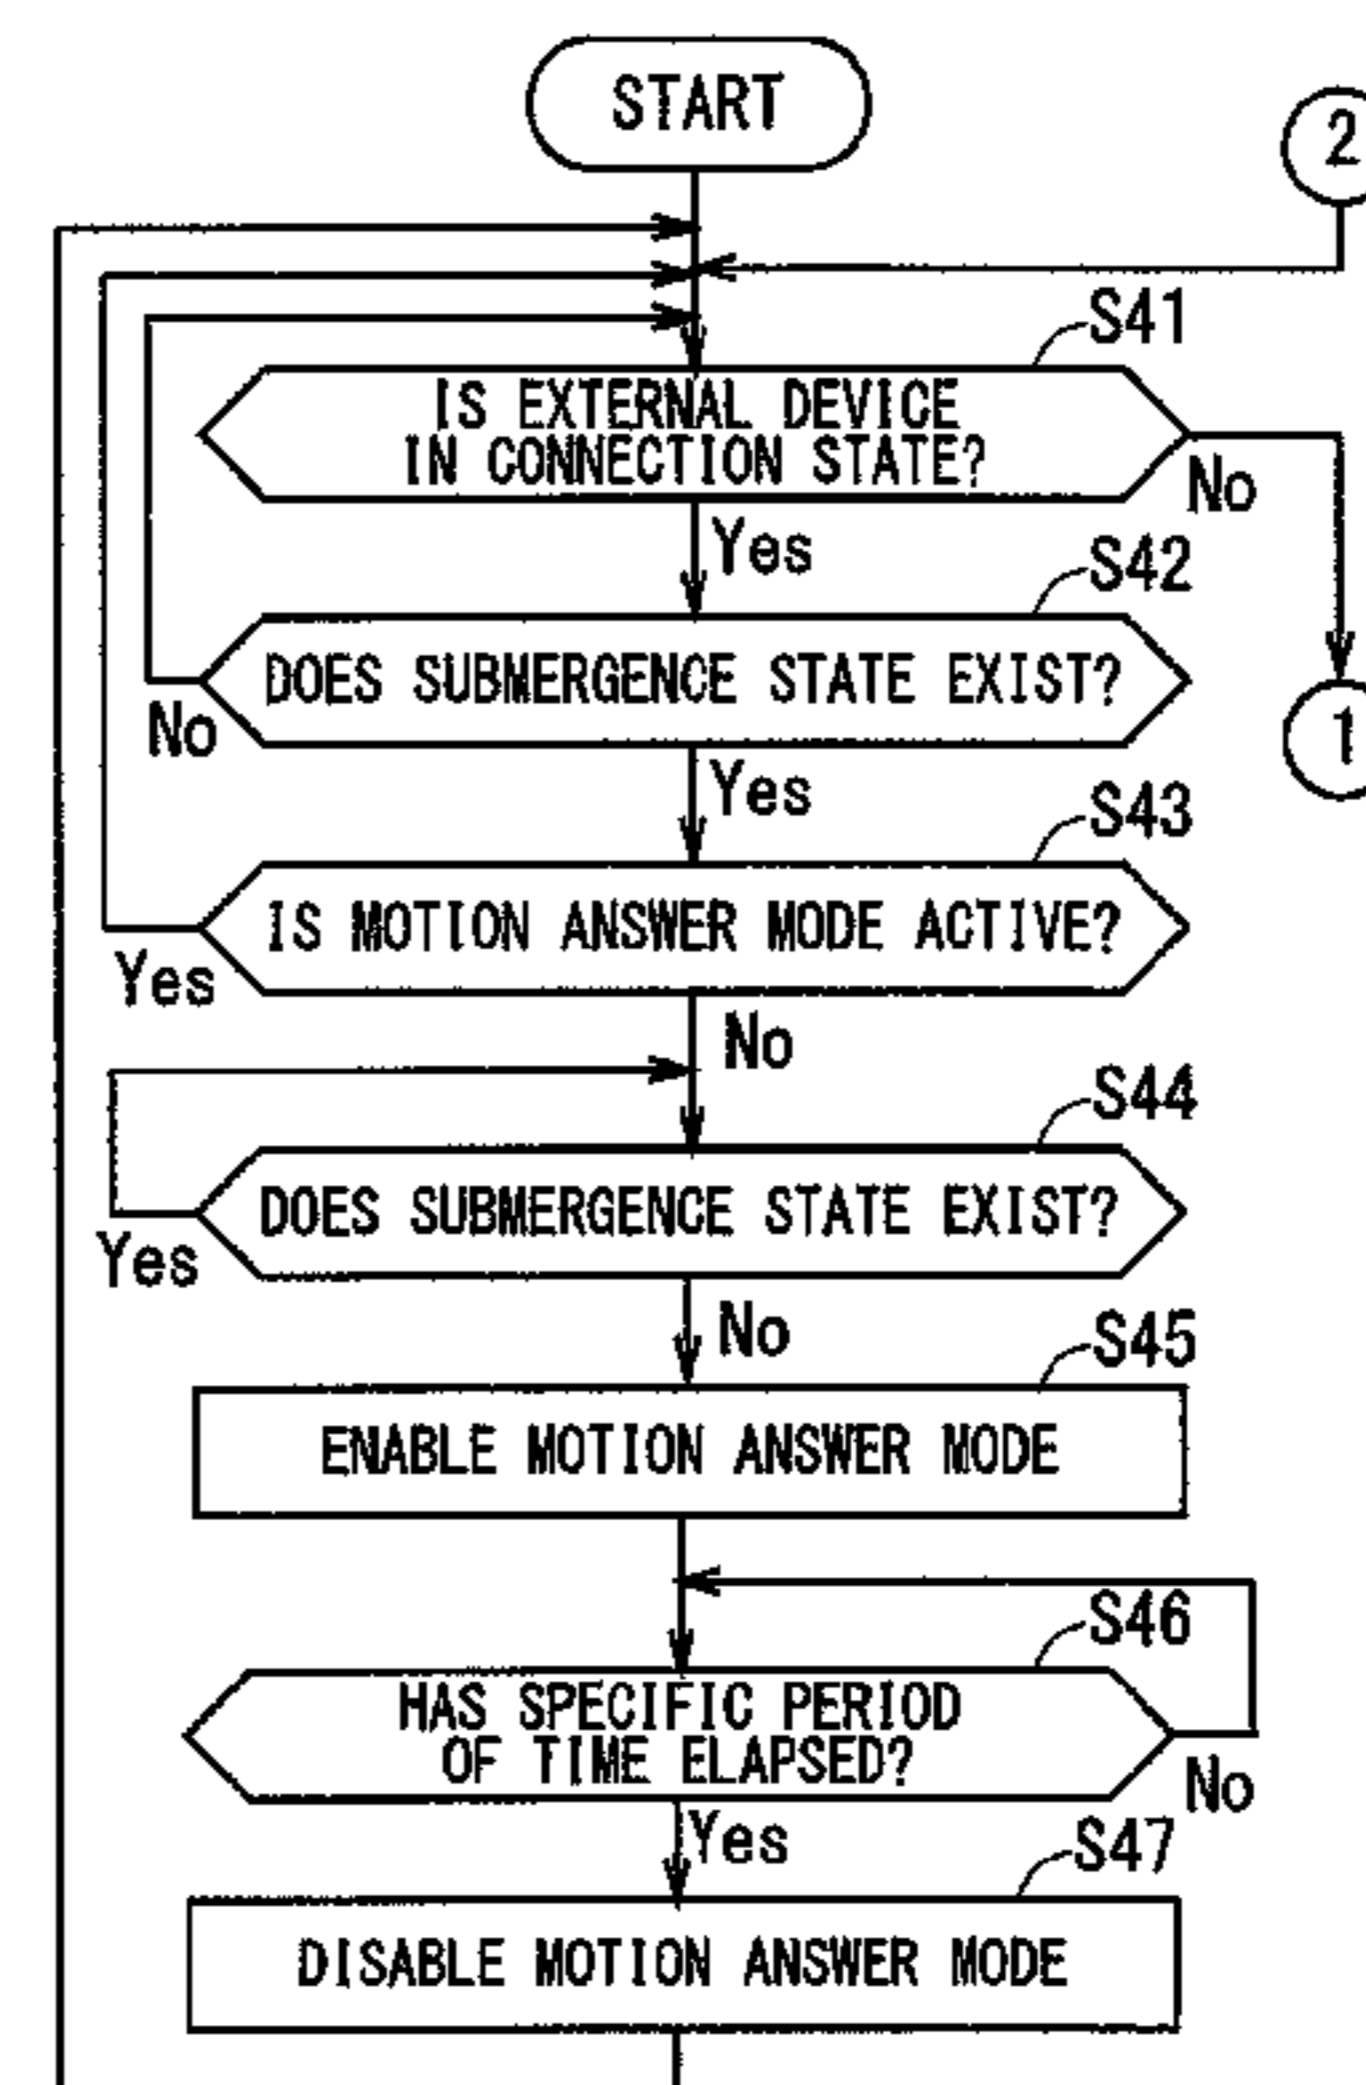 START
2
S41
IS EXTERNAL DEVICE
IN CONNECTION STATE?
No
Yes
S42
DOES SUBMERGENCE STATE EXIST?
No
1
Yes
S43
IS MOTION ANSWER MODE ACTIVE?
Yes
No
S44
DOES SUBMERGENCE STATE EXIST?
Yes
No
S45
ENABLE MOTION ANSWER MODE
S46
HAS SPECIFIC PERIOD
OF TIME ELAPSED?
No
Yes
S47
DISABLE MOTION ANSWER MODE